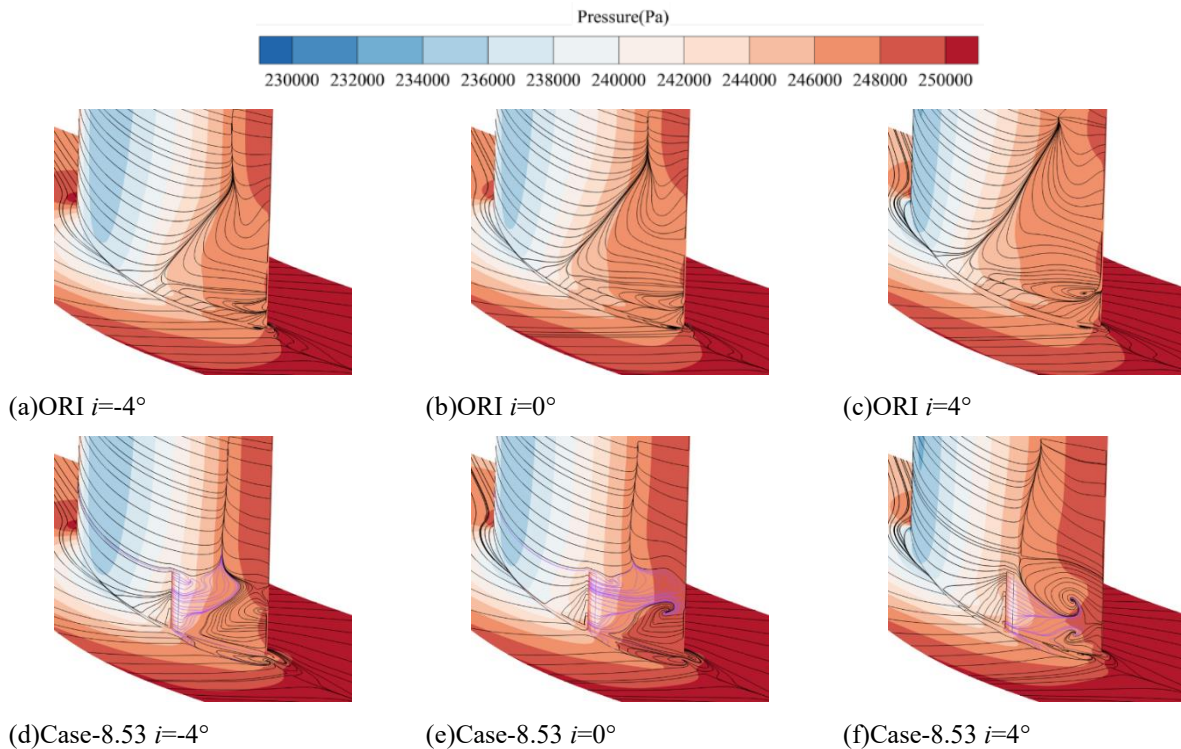 Pressure(Pa)
230000 232000 234000 236000 238000 240000 242000 244000 246000 248000 250000
(a)ORI i=-4°
(b)ORI i=0°
(c)ORI i=4°
(d)Case-8.53 i=-4°
(e)Case-8.53 i=0°
(f)Case-8.53 i=4°